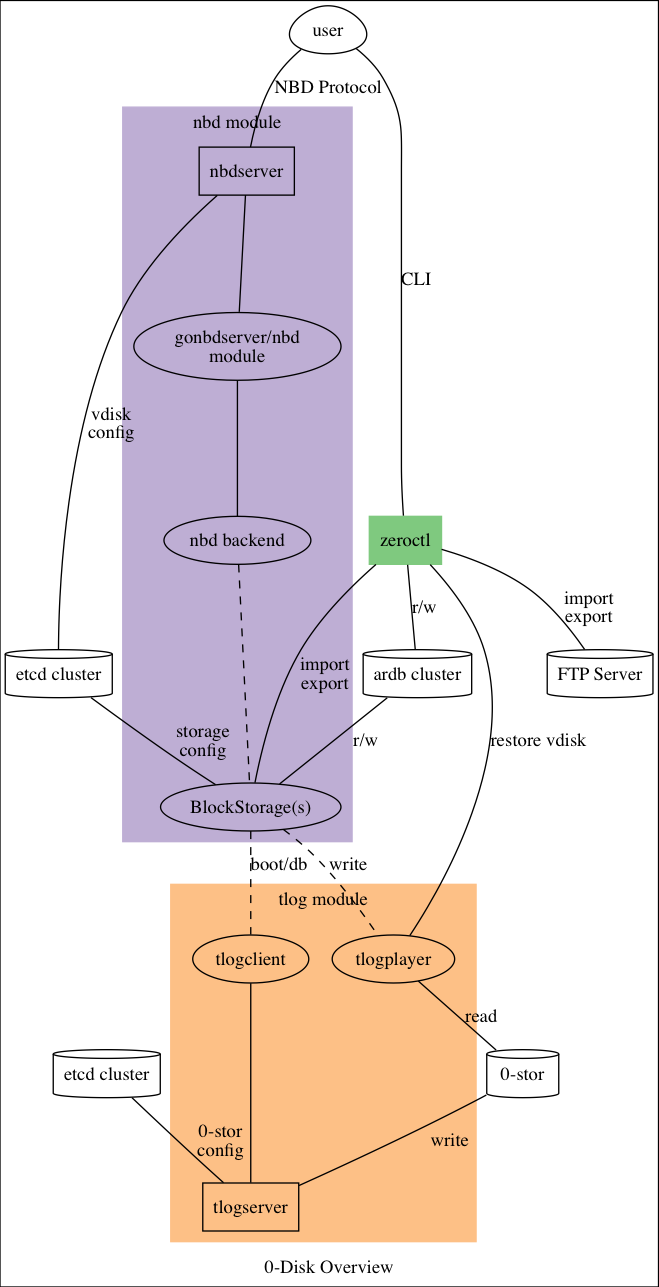 user
NBD Protocol
nbd module
nbdserver
CLI
gonbdserver/nbd
module
vdisk
config
nbd backend
zeroctl
r/w
import
export
etcd cluster
import
export
ardb cluster
FTP Server
storage
config
r/w
restore vdisk
BlockStorage(s)
boot/db
write
tlog module
tlogclient
tlogplayer
read
etcd cluster
0-stor
0-stor
config
write
tlogserver
0-Disk Overview